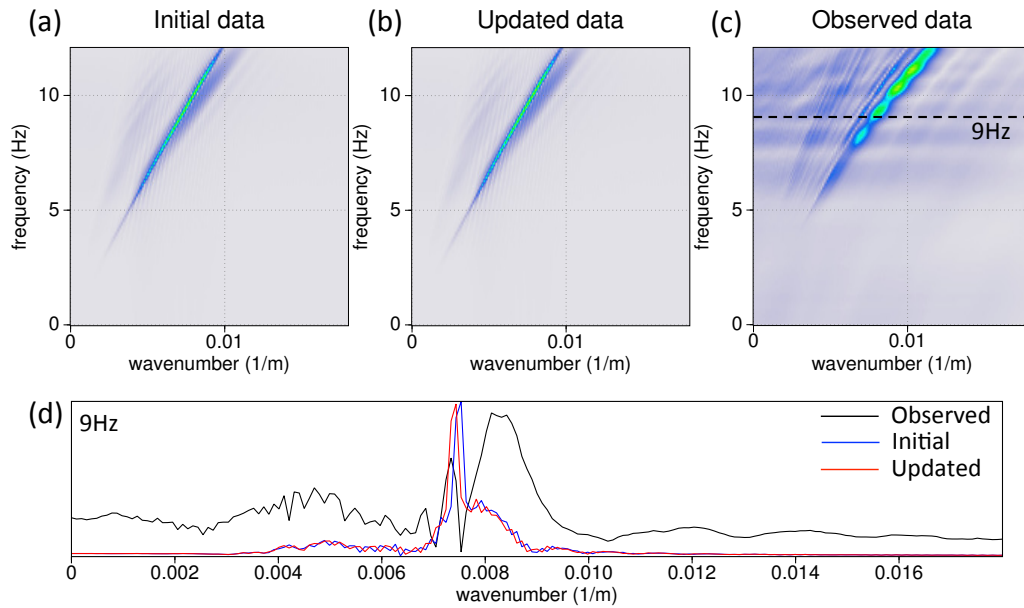 (a) Initial data
(b) Updated data
(c) Observed data
frequency (Hz)
10
5
0
0
0.01
wavenumber (1/m)
frequency (Hz)
10
5
0
0
0.01
wavenumber (1/m)
frequency (Hz)
10
5
0
9Hz
0
0.01
wavenumber (1/m)
(d)
9Hz
Observed
Initial
Updated
0 0.002 0.004 0.006 0.008 0.010 0.012 0.014 0.016
wavenumber (1/m)